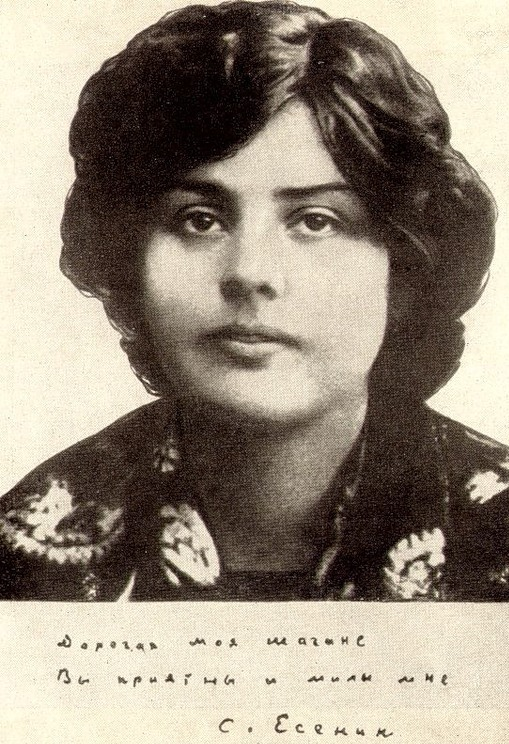 Дорогая моя Шагане
Вы приятны и милы мне
С. Есенин